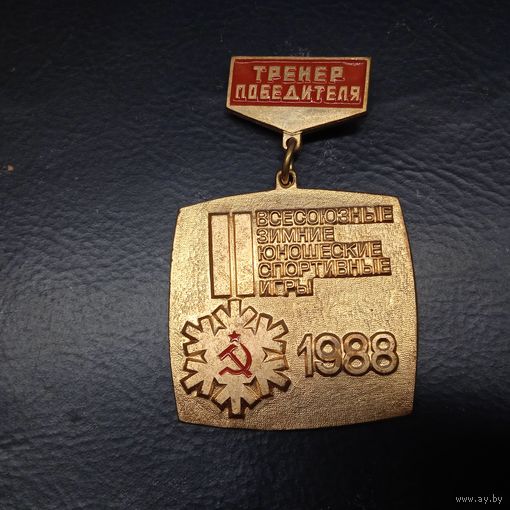 ТРЕНЕР
ПОБЕДИТЕЛЯ
II ВСЕСОЮЗНЫЕ
ЗИМНИЕ
ЮНОШЕСКИЕ
СПОРТИВНЫЕ
ИГРЫ
1988
www.ay.by